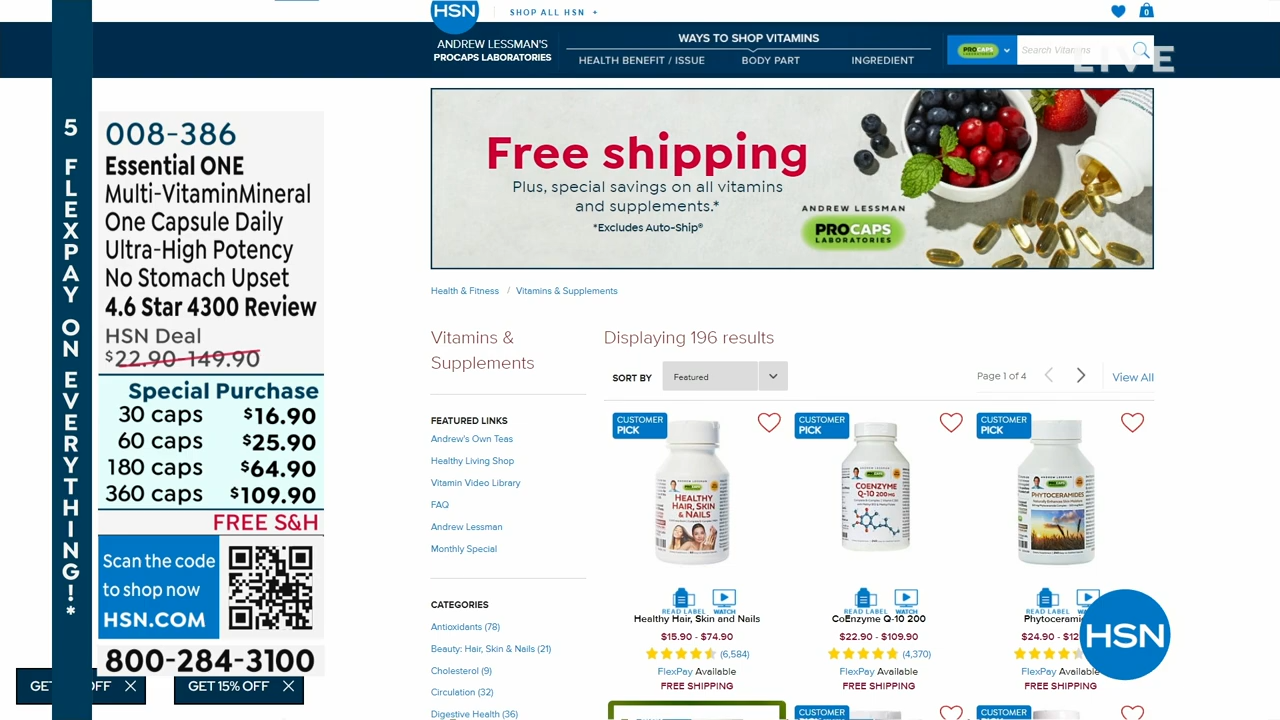 HSN
SHOP ALL HSN +
0
ANDREW LESSMAN'S
PROCAPS LABORATORIES
WAYS TO SHOP VITAMINS
HEALTH BENEFIT / ISSUE
BODY PART
INGREDIENT
PROCAPS
Search Vitamins
LIVE
5 FLEXPAY ON EVERYTHING!*
008-386
Essential ONE
Multi-VitaminMineral
One Capsule Daily
Ultra-High Potency
No Stomach Upset
4.6 Star 4300 Review
HSN Deal
$22.90-149.90
Special Purchase
30 caps $16.90
60 caps $25.90
180 caps $64.90
360 caps $109.90
FREE S&H
Scan the code
to shop now
HSN.COM
800-284-3100
GET OFF X
GET 15% OFF X
Free shipping
Plus, special savings on all vitamins
and supplements.*
*Excludes Auto-Ship®
ANDREW LESSMAN
PROCAPS
LABORATORIES
Health & Fitness / Vitamins & Supplements
Vitamins &
Supplements
Displaying 196 results
SORT BY
Featured
Page 1 of 4
View All
FEATURED LINKS
Andrew's Own Teas
Healthy Living Shop
Vitamin Video Library
FAQ
Andrew Lessman
Monthly Special
CATEGORIES
Antioxidants (78)
Beauty: Hair, Skin & Nails (21)
Cholesterol (9)
Circulation (32)
Digestive Health (36)
CUSTOMER
PICK
HEALTHY
HAIR, SKIN
& NAILS
READ LABEL WATCH
Healthy Hair, Skin and Nails
$15.90 - $74.90
(6,584)
FlexPay Available
FREE SHIPPING
CUSTOMER
PICK
COENZYME
Q-10 200MG
READ LABEL WATCH
CoEnzyme Q-10 200
$22.90 - $109.90
(4,370)
FlexPay Available
FREE SHIPPING
CUSTOMER
PICK
PHYTOCERAMIDES
READ LABEL WATCH
Phytocerami
$24.90 - $12
FlexPay Available
FREE SHIPPING
HSN
CUSTOMER
CUSTOMER